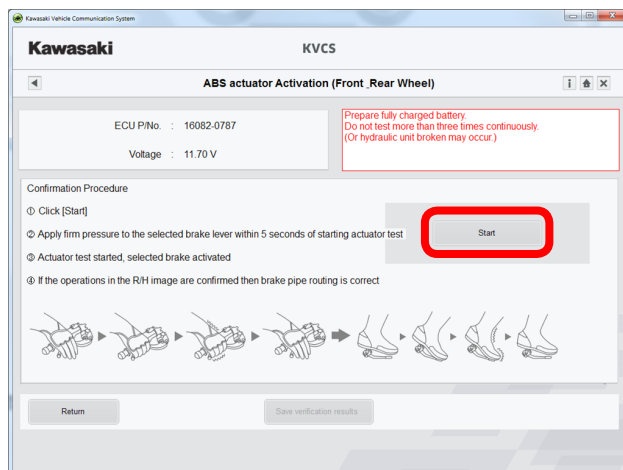 Kawasaki Vehicle Communication System
Kawasaki
KVCS
ABS actuator Activation (Front _Rear Wheel)
ECU P/No. : 16082-0787
Voltage : 11.70 V
Prepare fully charged battery.
Do not test more than three times continuously.
(Or hydraulic unit broken may occur.)
Confirmation Procedure
① Click [Start]
② Apply firm pressure to the selected brake lever within 5 seconds of starting actuator test
Start
③ Actuator test started, selected brake activated
④ If the operations in the R/H image are confirmed then brake pipe routing is correct
Return
Save verification results